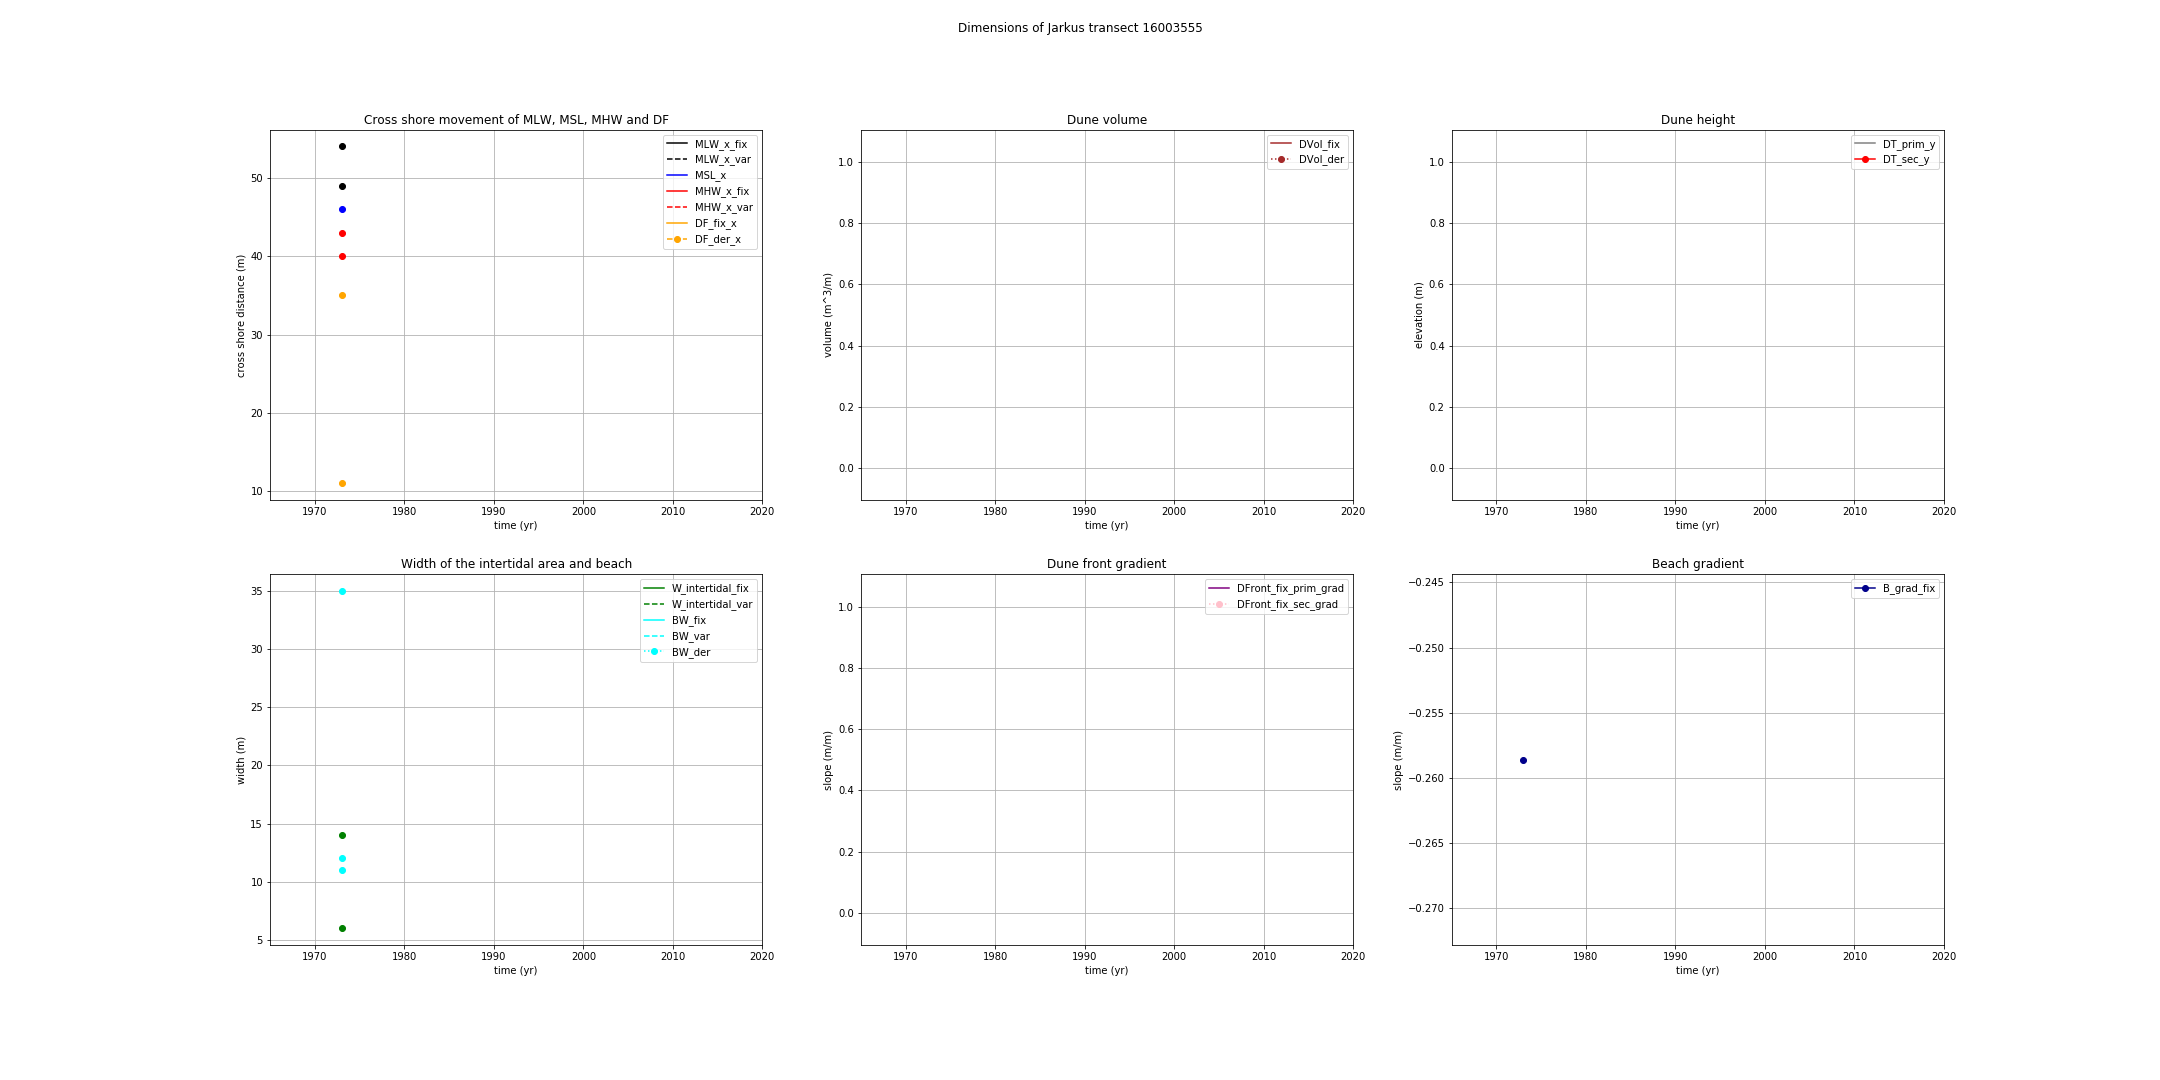 Dimensions of Jarkus transect 16003555
Cross shore movement of MLW, MSL, MHW and DF
MLW_x_fix
MLW_x_var
MSL_x
MHW_x_fix
MHW_x_var
DF_fix_x
DF_der_x
50
40
30
20
10
cross shore distance (m)
1970 1980 1990 2000 2010 2020
time (yr)
Dune volume
DVol_fix
DVol_der
1.0
0.8
0.6
0.4
0.2
0.0
volume (m^3/m)
1970 1980 1990 2000 2010 2020
time (yr)
Dune height
DT_prim_y
DT_sec_y
1.0
0.8
0.6
0.4
0.2
0.0
elevation (m)
1970 1980 1990 2000 2010 2020
time (yr)
Width of the intertidal area and beach
W_intertidal_fix
W_intertidal_var
BW_fix
BW_var
BW_der
35
30
25
20
15
10
5
width (m)
1970 1980 1990 2000 2010 2020
time (yr)
Dune front gradient
DFront_fix_prim_grad
DFront_fix_sec_grad
1.0
0.8
0.6
0.4
0.2
0.0
slope (m/m)
1970 1980 1990 2000 2010 2020
time (yr)
Beach gradient
B_grad_fix
−0.245
−0.250
−0.255
−0.260
−0.265
−0.270
slope (m/m)
1970 1980 1990 2000 2010 2020
time (yr)